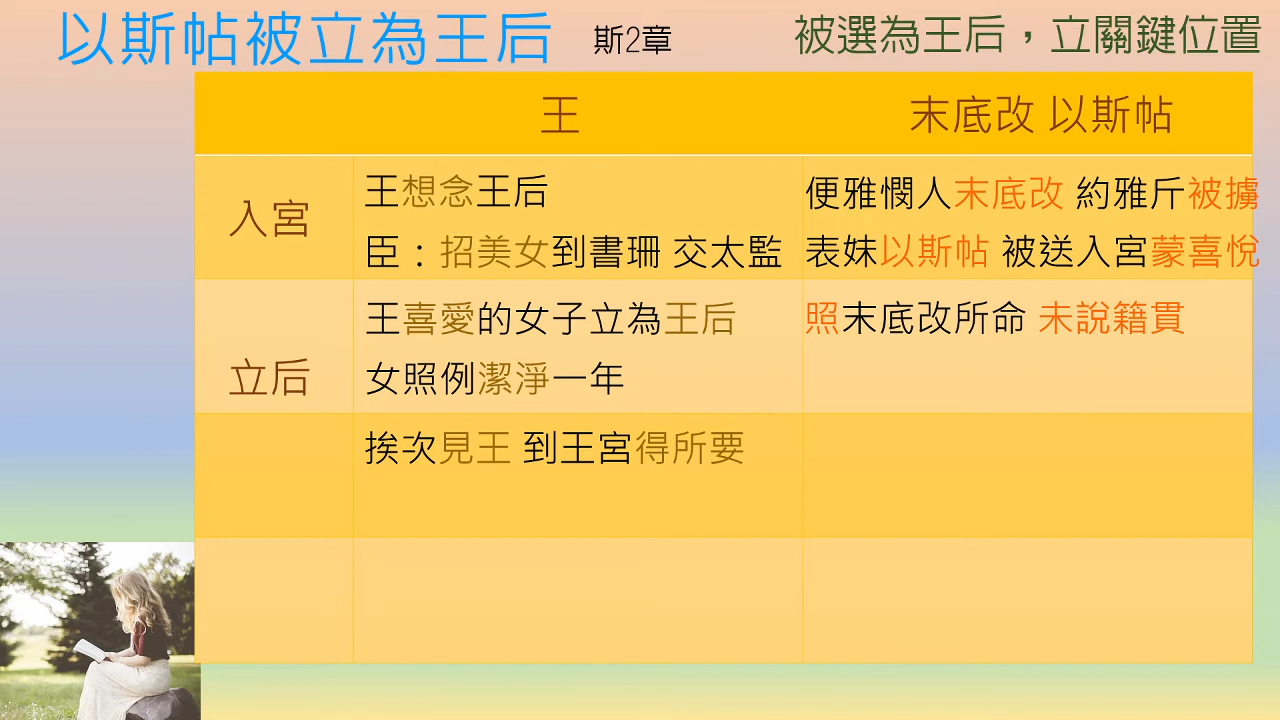 以斯帖被立為王后 斯2章 被選為王后，立關鍵位置
王 末底改 以斯帖
入宮
王想念王后
臣：招美女到書珊 交太監
便雅憫人末底改 約雅斤被擄
表妹以斯帖 被送入宮蒙喜悅
立后
王喜愛的女子立為王后
女照例潔淨一年
照末底改所命 未說籍貫
挨次見王 到王宮得所要